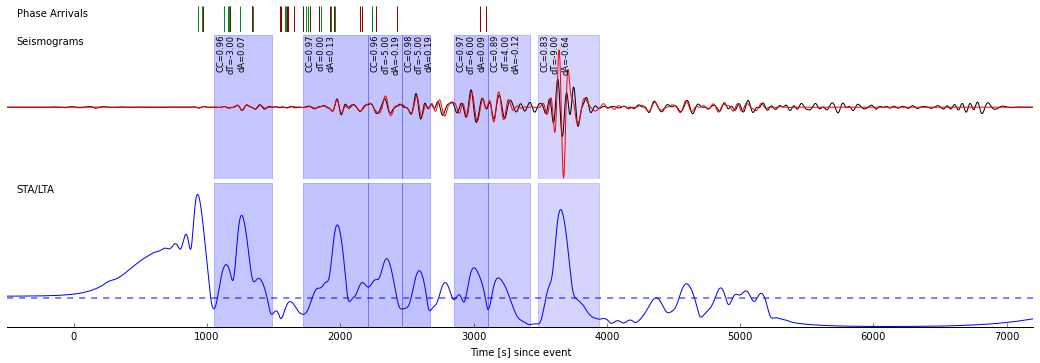 Phase Arrivals
Seismograms
CC=0.96
dT=-3.00
dA=0.07
CC=0.97
dT=0.00
dA=0.13
CC=0.96
dT=-5.00
dA=-0.19
CC=0.98
dT=-5.00
dA=0.19
CC=0.97
dT=-6.00
dA=0.09
CC=0.89
dT=4.00
dA=-0.12
CC=0.83
dT=-9.00
dA=-0.64
STA/LTA
0 1000 2000 3000 4000 5000 6000 7000
Time [s] since event